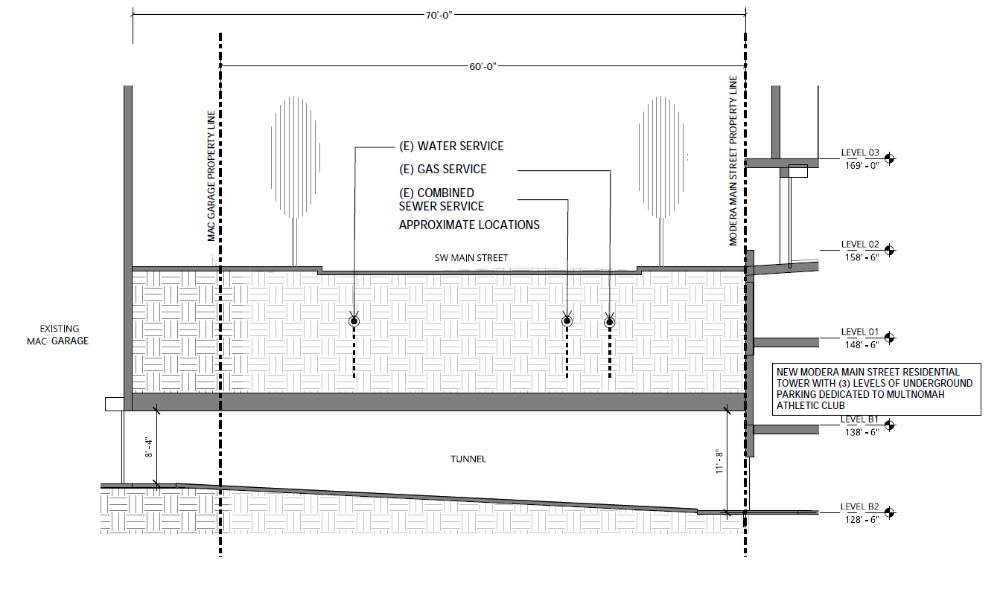 70'-0"
60'-0"
MAC GARAGE PROPERTY LINE
MODERA MAIN STREET PROPERTY LINE
(E) WATER SERVICE
(E) GAS SERVICE
(E) COMBINED
SEWER SERVICE
APPROXIMATE LOCATIONS
SW MAIN STREET
LEVEL 03
169' - 0"
LEVEL 02
158' - 6"
EXISTING
MAC GARAGE
LEVEL 01
148' - 6"
NEW MODERA MAIN STREET RESIDENTIAL
TOWER WITH (3) LEVELS OF UNDERGROUND
PARKING DEDICATED TO MULTNOMAH
ATHLETIC CLUB
LEVEL B1
138' - 6"
8' - 4"
TUNNEL
11' - 8"
LEVEL B2
128' - 6"